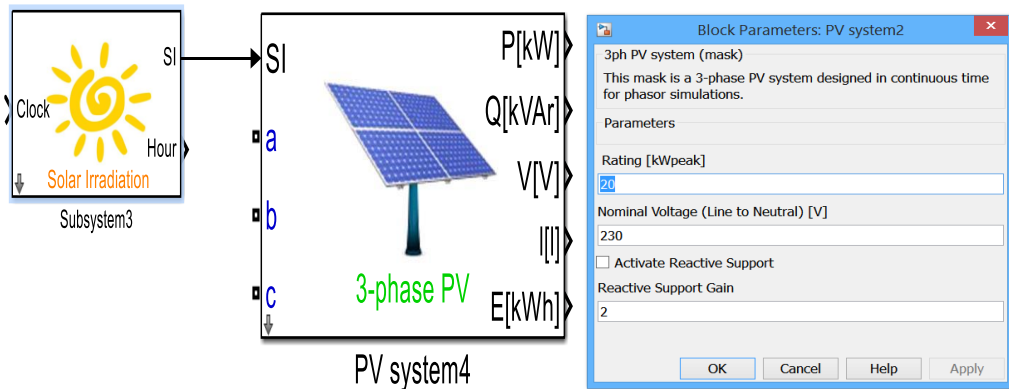 SI
Clock
Hour
Solar Irradiation
Subsystem3
SI
a
b
c
P[kW]
Q[kVAr]
V[V]
I[I]
E[kWh]
3-phase PV
PV system4
Block Parameters: PV system2
3ph PV system (mask)
This mask is a 3-phase PV system designed in continuous time
for phasor simulations.
Parameters
Rating [kWpeak]
20
Nominal Voltage (Line to Neutral) [V]
230
Activate Reactive Support
Reactive Support Gain
2
OK Cancel Help Apply